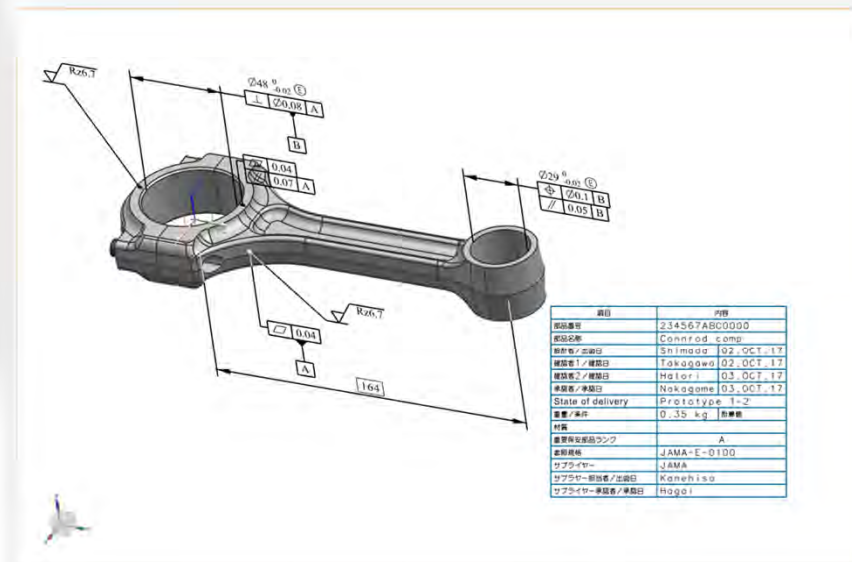 Rz6.7
Ø48 0 -0.02 Ⓔ
⊥ Ø0.08 A
B
0.04
0.07 A
Ø29 0 -0.02 Ⓔ
⌖ Ø0.1 B
// 0.05 B
Rz6.7
⏥ 0.04
A
164
項目 内容
部品番号 234567ABC0000
部品名称 Connrod comp
設計者/出図日 Shimada 02.OCT.17
確認者1/確認日 Takagawa 02.OCT.17
確認者2/確認日 Hatori 03.OCT.17
承認者/承認日 Nakagome 03.OCT.17
State of delivery Prototype 1-2
重量/条件 0.35 kg
材質
重要保安部品ランク A
JAMA-E-0100
サプライヤー JAMA
サプライヤー担当者/出図日 Kanehisa
サプライヤー承認者/承認日 Hagai